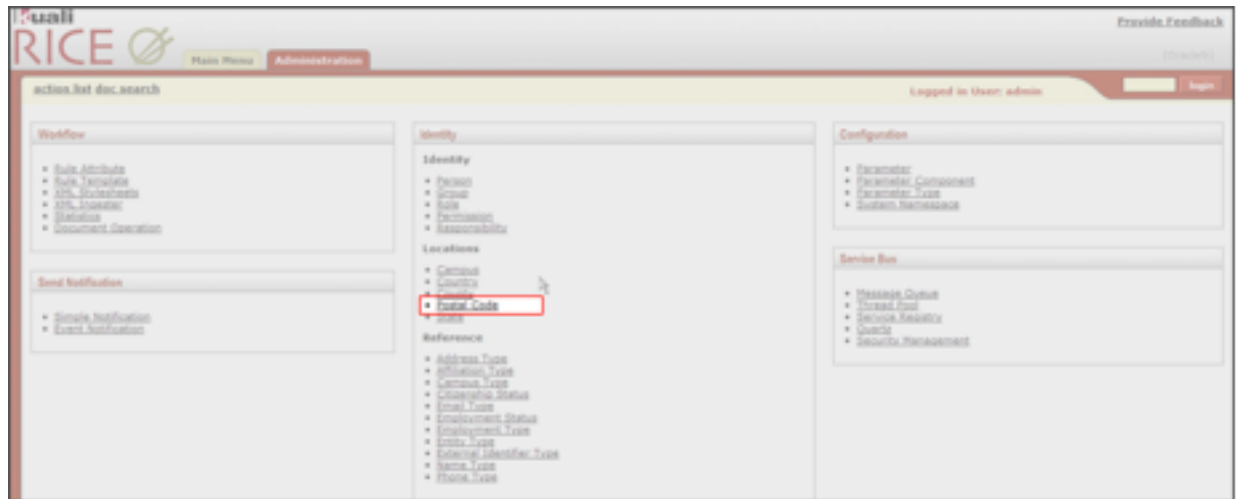 Kuali
RICE
Provide Feedback
Main Menu
Administration
action list doc search
Logged in User: admin
login
Workflow
Rule Attribute
Rule Template
XML Stylesheets
XML Ingester
Statistics
Document Operation
Send Notification
Simple Notification
Event Notification
Identity
Identity
Person
Group
Role
Permission
Responsibility
Locations
Campus
Country
County
Postal Code
State
Reference
Address Type
Affiliation Type
Campus Type
Citizenship Status
Email Type
Employment Status
Employment Type
Entity Type
External Identifier Type
Name Type
Phone Type
Configuration
Parameter
Parameter Component
Parameter Type
System Namespace
Service Bus
Message Queue
Thread Pool
Service Registry
Quartz
Security Management